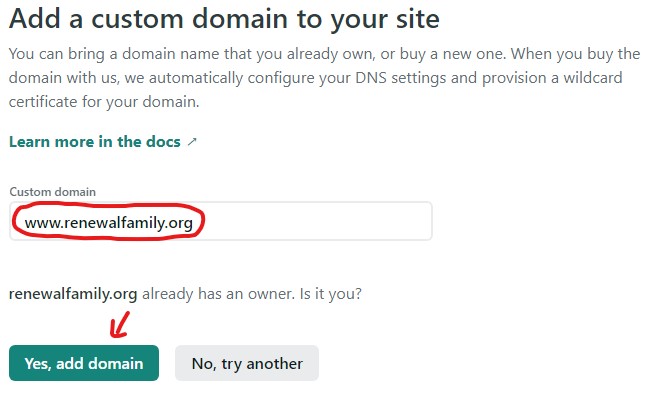 Add a custom domain to your site
You can bring a domain name that you already own, or buy a new one. When you buy the
domain with us, we automatically configure your DNS settings and provision a wildcard
certificate for your domain.
Learn more in the docs ↗
Custom domain
www.renewalfamily.org
renewalfamily.org already has an owner. Is it you?
Yes, add domain
No, try another